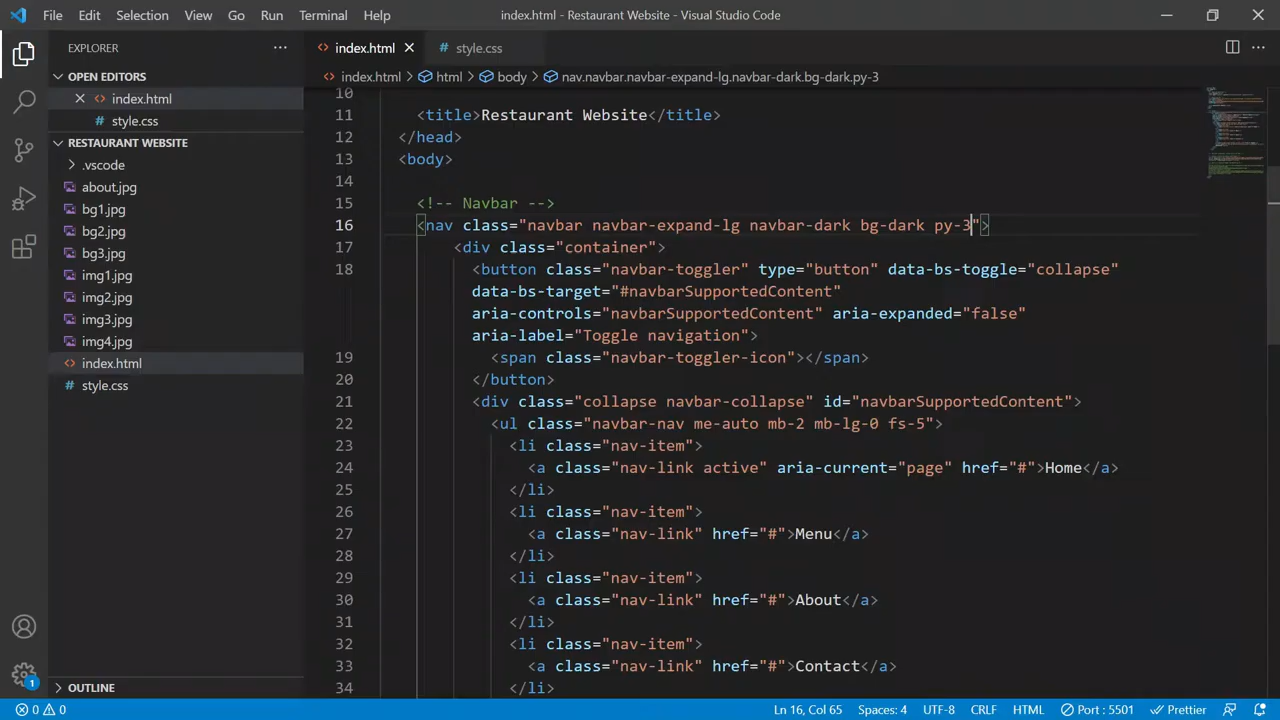 File Edit Selection View Go Run Terminal Help index.html - Restaurant Website - Visual Studio Code
EXPLORER
OPEN EDITORS
index.html
style.css
RESTAURANT WEBSITE
.vscode
about.jpg
bg1.jpg
bg2.jpg
bg3.jpg
img1.jpg
img2.jpg
img3.jpg
img4.jpg
index.html
style.css
OUTLINE
1
index.html style.css
index.html html body nav.navbar.navbar-expand-lg.navbar-dark.bg-dark.py-3
10
11 <title>Restaurant Website</title>
12 </head>
13 <body>
14
15 <!-- Navbar -->
16 <nav class="navbar navbar-expand-lg navbar-dark bg-dark py-3">
17 <div class="container">
18 <button class="navbar-toggler" type="button" data-bs-toggle="collapse"
data-bs-target="#navbarSupportedContent"
aria-controls="navbarSupportedContent" aria-expanded="false"
aria-label="Toggle navigation">
19 <span class="navbar-toggler-icon"></span>
20 </button>
21 <div class="collapse navbar-collapse" id="navbarSupportedContent">
22 <ul class="navbar-nav me-auto mb-2 mb-lg-0 fs-5">
23 <li class="nav-item">
24 <a class="nav-link active" aria-current="page" href="#">Home</a>
25 </li>
26 <li class="nav-item">
27 <a class="nav-link" href="#">Menu</a>
28 </li>
29 <li class="nav-item">
30 <a class="nav-link" href="#">About</a>
31 </li>
32 <li class="nav-item">
33 <a class="nav-link" href="#">Contact</a>
34 </li>
0 0 Ln 16, Col 65 Spaces: 4 UTF-8 CRLF HTML Port : 5501 Prettier